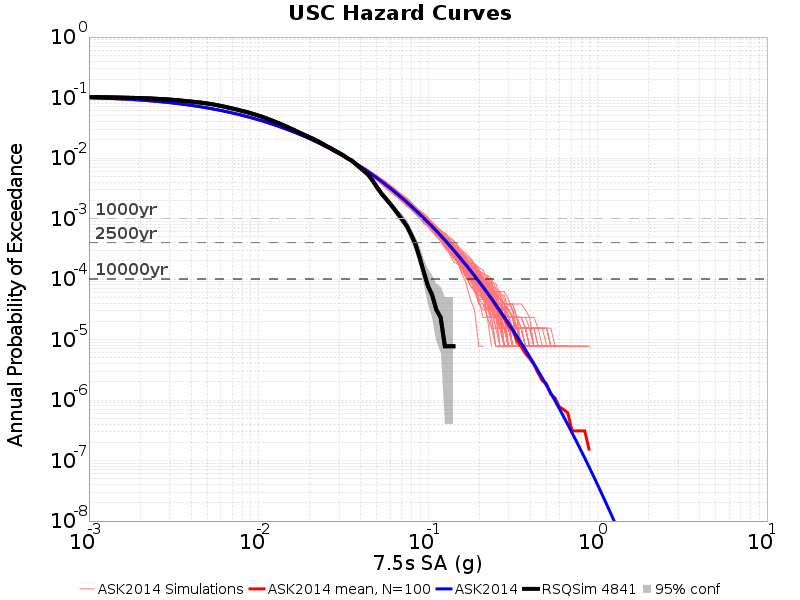 USC Hazard Curves
Annual Probability of Exceedance
10^0
10^-1
10^-2
10^-3
10^-4
10^-5
10^-6
10^-7
10^-8
1000yr
2500yr
10000yr
10^-3 10^-2 10^-1 10^0 10^1
7.5s SA (g)
ASK2014 Simulations ASK2014 mean, N=100 ASK2014 RSQSim 4841 95% conf